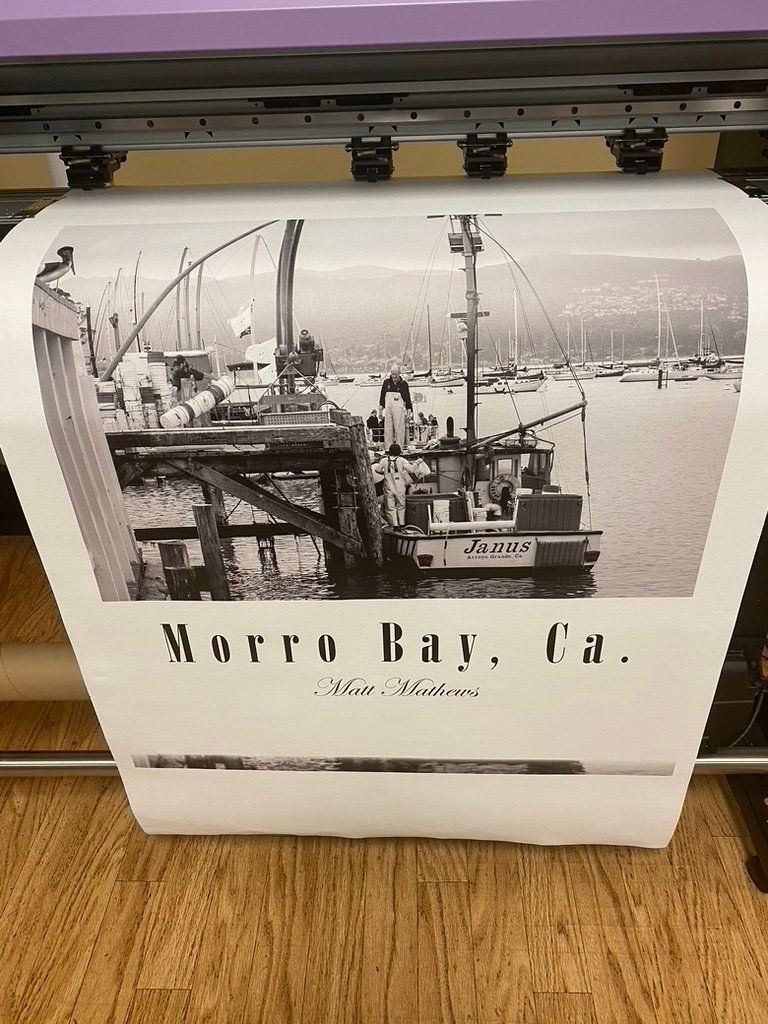 Janus
Arroyo Grande, Ca
Morro Bay, Ca.
Matt Mathews